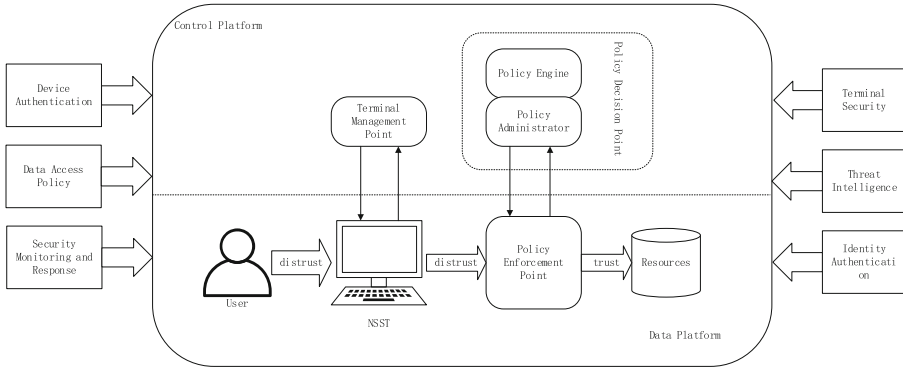 Control Platform
Device
Authentication
Data Access
Policy
Security
Monitoring and
Response
Terminal
Management
Point
Policy Engine
Policy
Administrator
Policy Decision Point
Terminal
Security
Threat
Intelligence
Identity
Authenticati
on
User
distrust
NSST
distrust
Policy
Enforcement
Point
trust
Resources
Data Platform